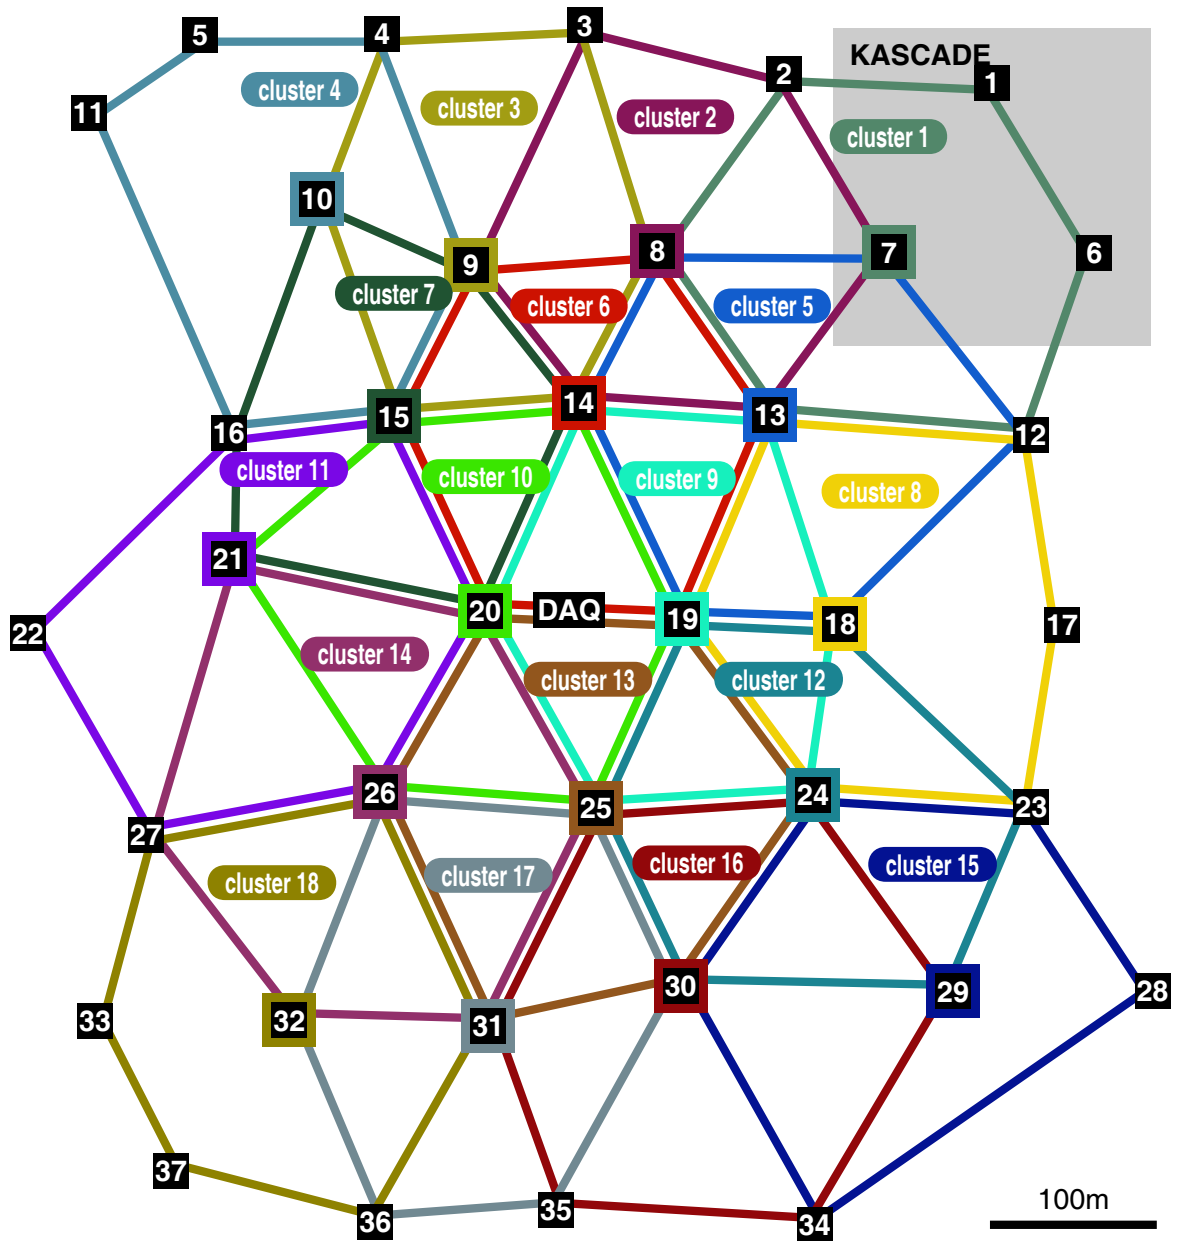 3
5
4
KASCADE
2
1
cluster 4
cluster 3
11
cluster 2
cluster 1
10
8
7
6
9
cluster 7
cluster 6
cluster 5
14
15
13
16
12
cluster 11
cluster 10
cluster 9
cluster 8
21
20
DAQ
19
18
17
22
cluster 14
cluster 13
cluster 12
26
24
25
23
27
cluster 16
cluster 15
cluster 17
cluster 18
30
29
28
33
32
31
37
100m
35
36
34